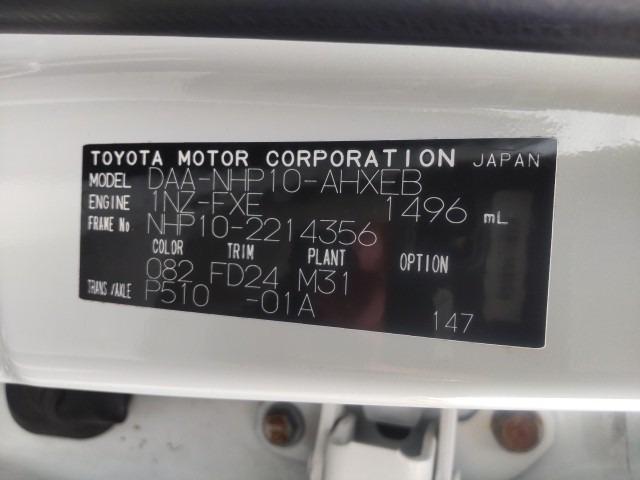 TOYOTA MOTOR CORPORATION JAPAN
MODEL DAA-NHP10-AHXEB
ENGINE 1NZ-FXE 1496 mL
FRAME No NHP10-2214356
COLOR TRIM PLANT OPTION
082 FD24 M31
TRANS/AXLE P510 -01A 147